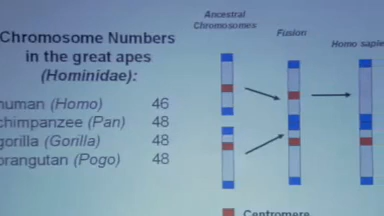 Chromosome Numbers
in the great apes
(Hominidae):
human (Homo) 46
chimpanzee (Pan) 48
gorilla (Gorilla) 48
orangutan (Pogo) 48
Ancestral
Chromosomes
Fusion
Homo sapie
Centromere